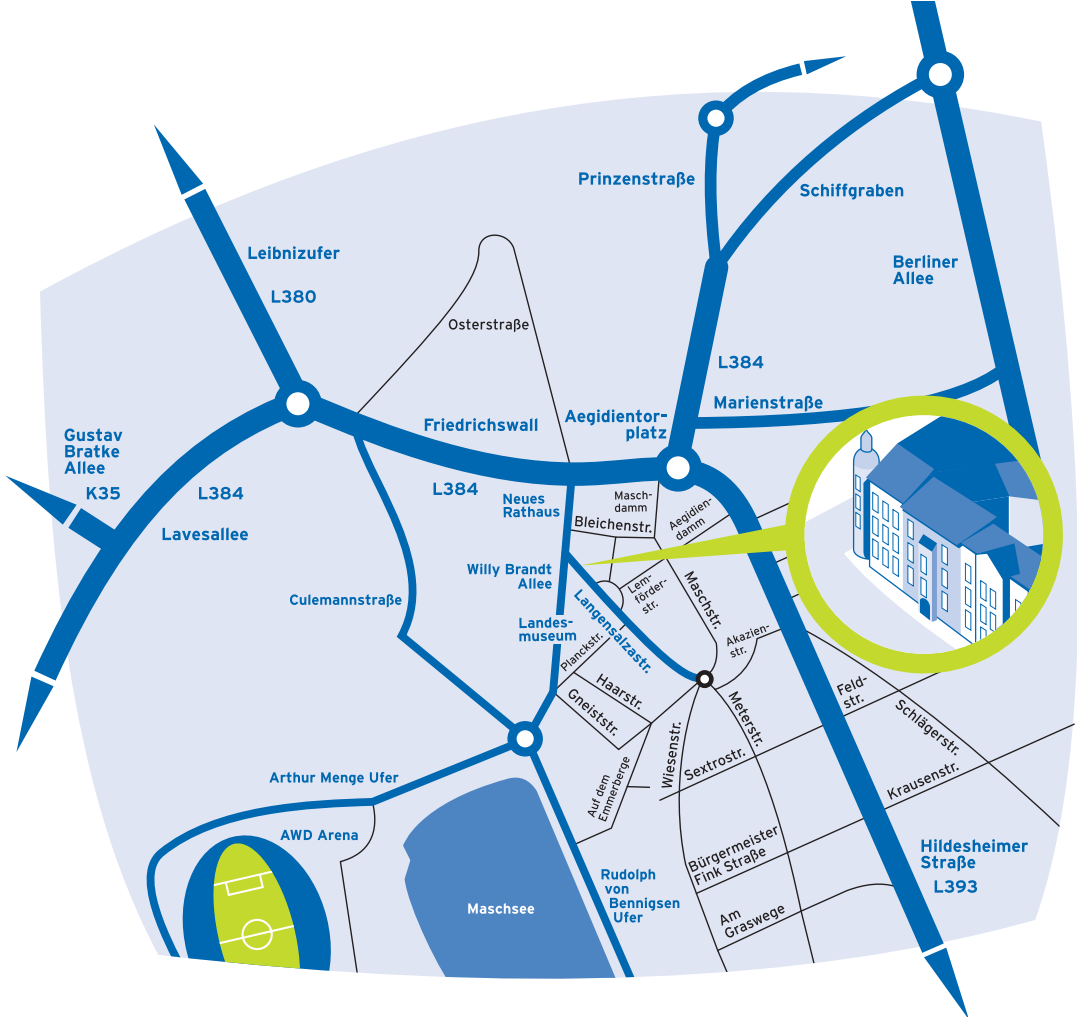 Prinzenstraße
Schiffgraben
Leibnizufer
L380
Berliner
Allee
Osterstraße
L384
Marienstraße
Aegidientor-
platz
Friedrichswall
Gustav
Bratke
Allee
K35
L384
Lavesallee
L384
Neues
Rathaus
Masch-
damm
Aegidien-
damm
Bleichenstr.
Willy Brandt
Allee
Lem-
förder-
str.
Maschstr.
Culemannstraße
Langensalzastr.
Landes-
museum
Planckstr.
Akazien-
str.
Haarstr.
Gneiststr.
Feld-
str.
Meterstr.
Schlägerstr.
Wiesenstr.
Sextrostr.
Arthur Menge Ufer
Auf dem
Emmerberge
Krausenstr.
AWD Arena
Bürgermeister
Fink Straße
Hildesheimer
Straße
L393
Rudolph
von
Bennigsen
Ufer
Maschsee
Am
Graswege